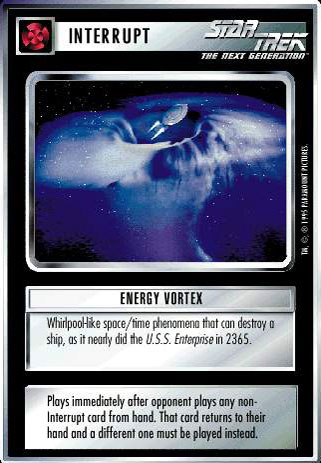 INTERRUPT
STAR TREK
THE NEXT GENERATION
TM, ©, ® 1995 PARAMOUNT PICTURES.
ENERGY VORTEX
Whirlpool-like space/time phenomena that can destroy a
ship, as it nearly did the U.S.S. Enterprise in 2365.
Plays immediately after opponent plays any non-
Interrupt card from hand. That card returns to their
hand and a different one must be played instead.